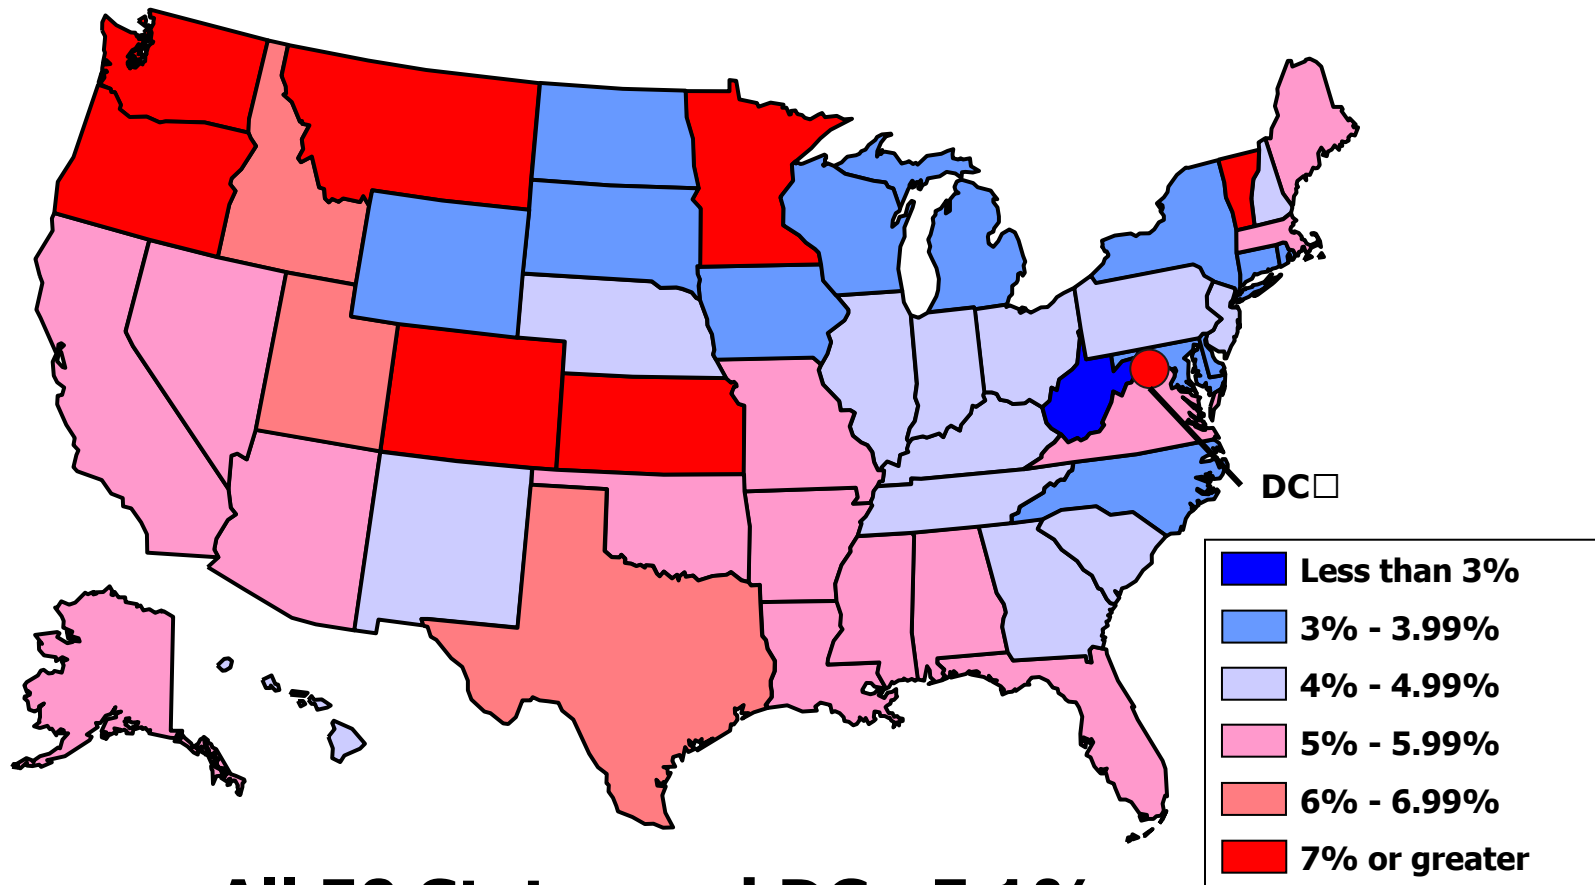 DC□
Less than 3%
3% - 3.99%
4% - 4.99%
5% - 5.99%
6% - 6.99%
7% or greater